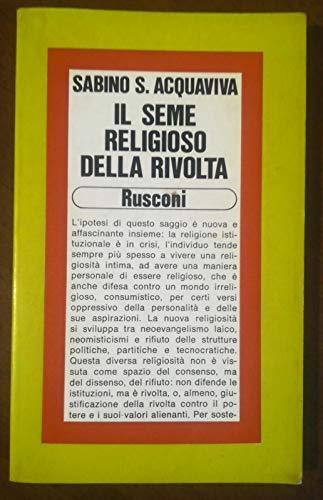 SABINO S. ACQUAVIVA
IL SEME
RELIGIOSO
DELLA RIVOLTA
Rusconi
L'ipotesi di questo saggio è nuova e
affascinante insieme: la religione isti-
tuzionale è in crisi, l'individuo tende
sempre più spesso a vivere una reli-
giosità intima, ad avere una maniera
personale di essere religioso, che è
anche difesa contro un mondo irreli-
gioso, consumistico, per certi versi
oppressivo della personalità e delle
sue aspirazioni. La nuova religiosità
si sviluppa tra neoevangelismo laico,
neomisticismi e rifiuto delle strutture
politiche, partitiche e tecnocratiche.
Questa diversa religiosità non è vis-
suta come spazio del consenso, ma
del dissenso, del rifiuto: non difende le
istituzioni, ma è rivolta, o, almeno, giu-
stificazione della rivolta contro il po-
tere e i suoi valori alienanti. Per soste-